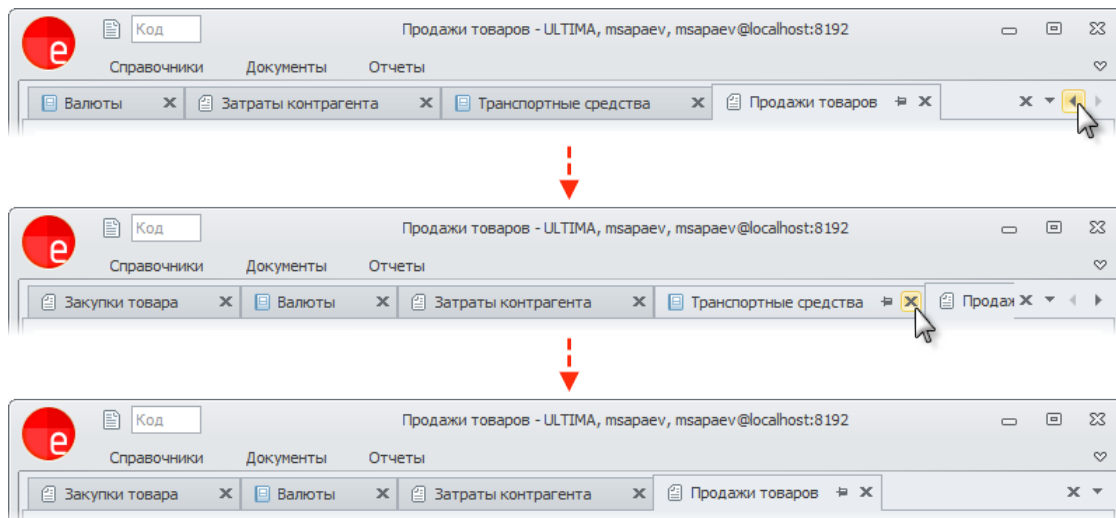 Код Продажи товаров - ULTIMA, msapaev, msapaev@localhost:8192
Справочники Документы Отчеты
Валюты Затраты контрагента Транспортные средства Продажи товаров
Код Продажи товаров - ULTIMA, msapaev, msapaev@localhost:8192
Справочники Документы Отчеты
Закупки товара Валюты Затраты контрагента Транспортные средства Продаж
Код Продажи товаров - ULTIMA, msapaev, msapaev@localhost:8192
Справочники Документы Отчеты
Закупки товара Валюты Затраты контрагента Продажи товаров